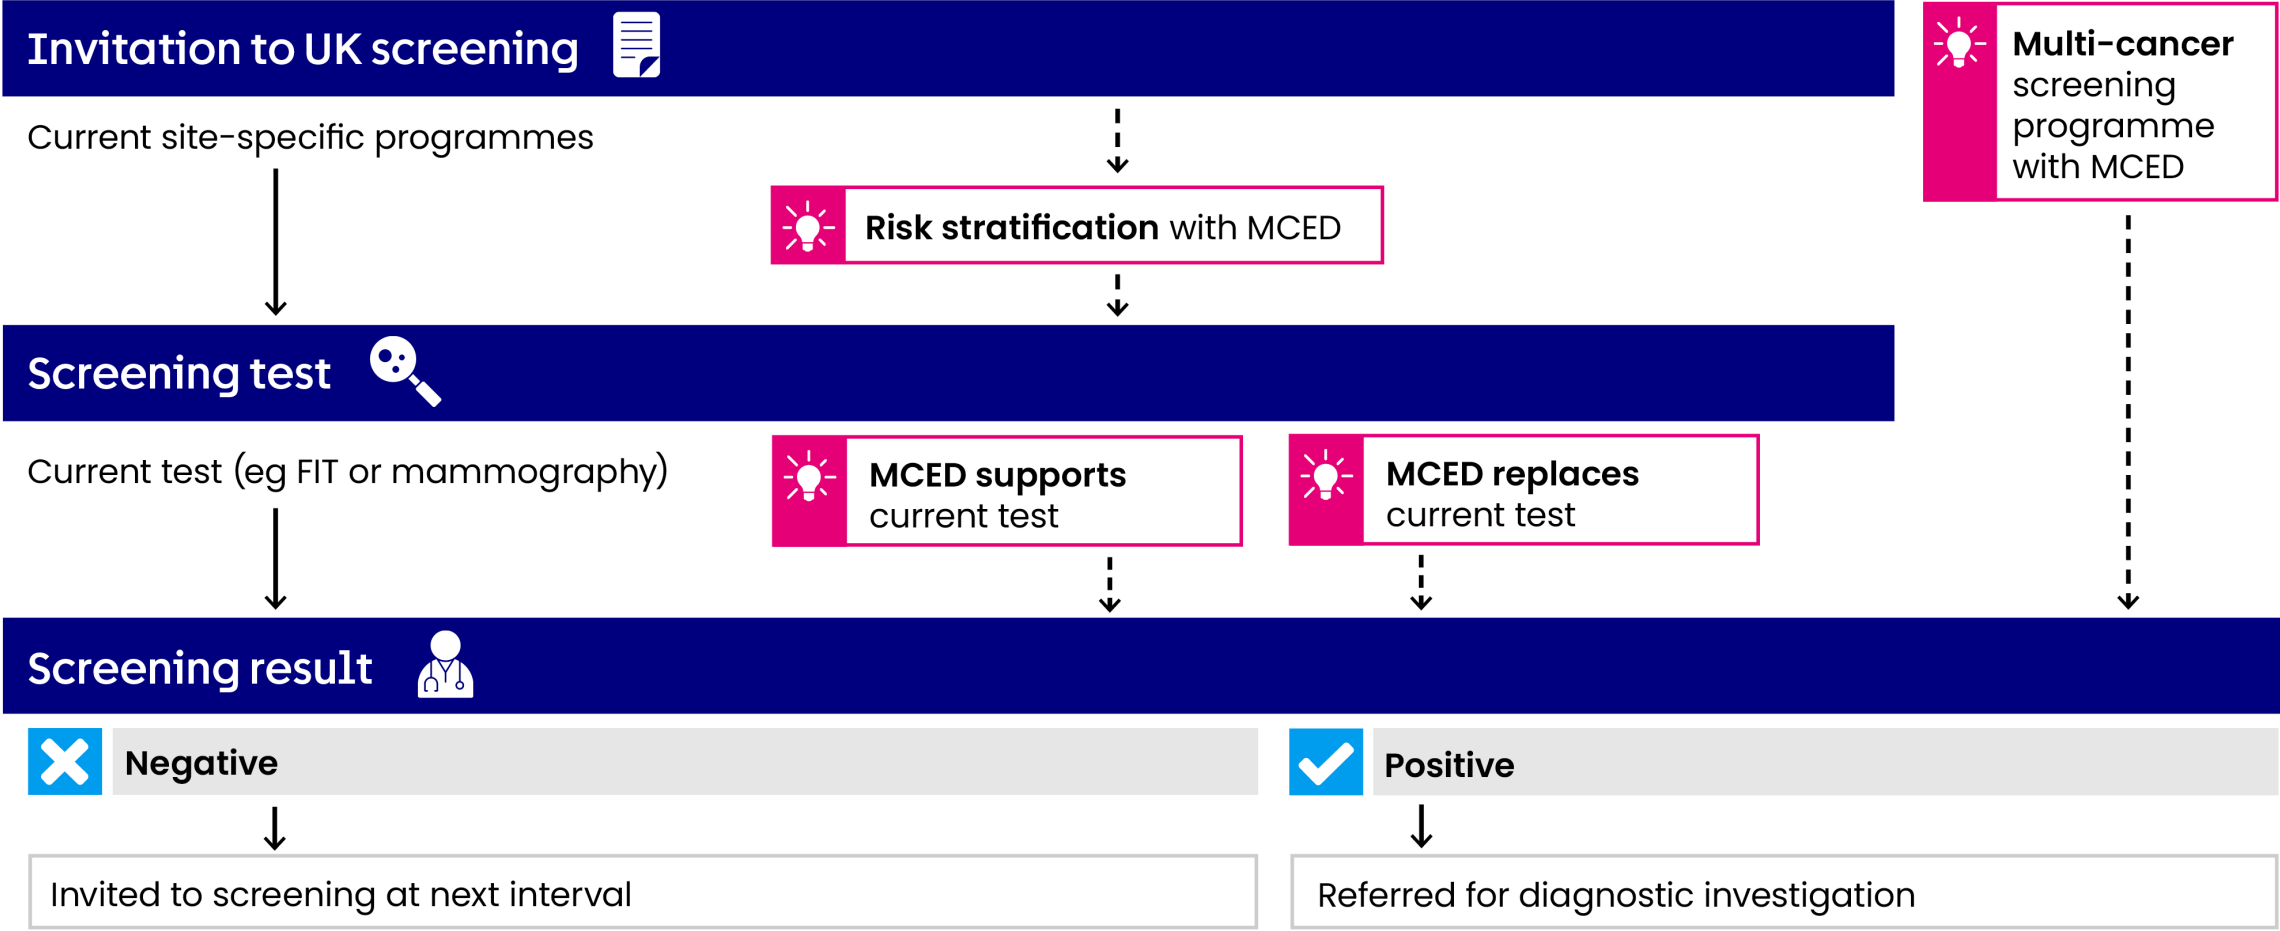 Invitation to UK screening
Multi-cancer
screening
programme
with MCED
Current site-specific programmes
Risk stratification with MCED
Screening test
Current test (eg FIT or mammography)
MCED supports
current test
MCED replaces
current test
Screening result
Negative
Positive
Invited to screening at next interval
Referred for diagnostic investigation